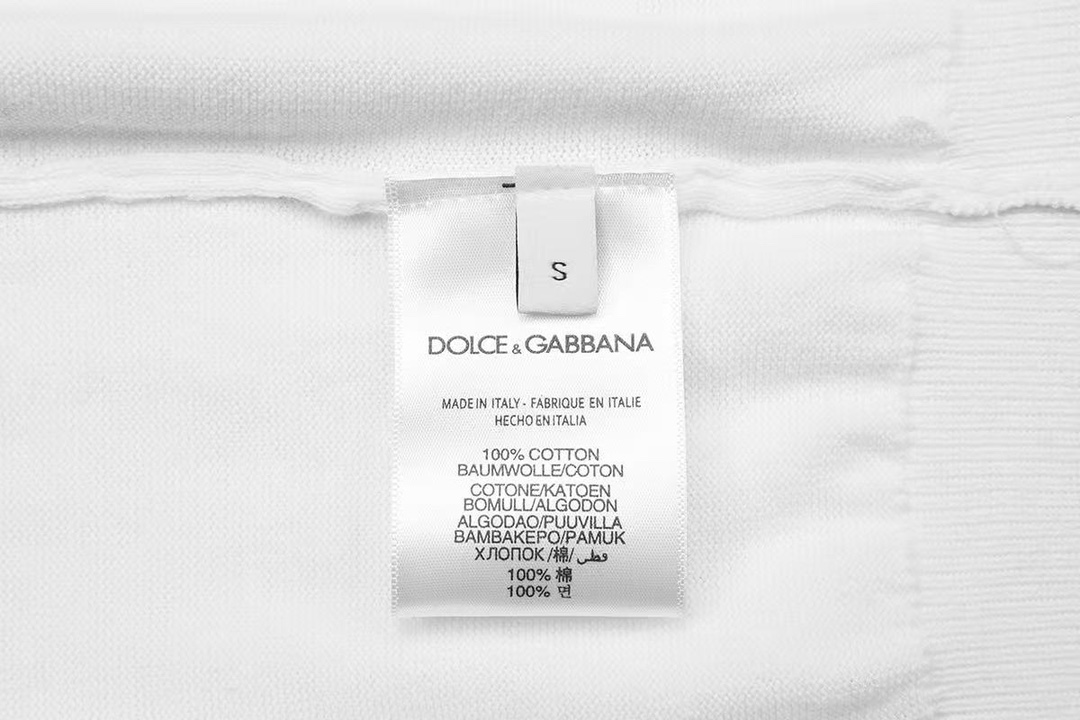 S
DOLCE & GABBANA
MADE IN ITALY - FABRIQUE EN ITALIE
HECHO EN ITALIA
100% COTTON
BAUMWOLLE/COTON
COTONE/KATOEN
BOMULL/ALGODON
ALGODAO/PUUVILLA
BAMBAKEPO/PAMUK
ХЛОПОК/棉/قطن
100% 棉
100% 면